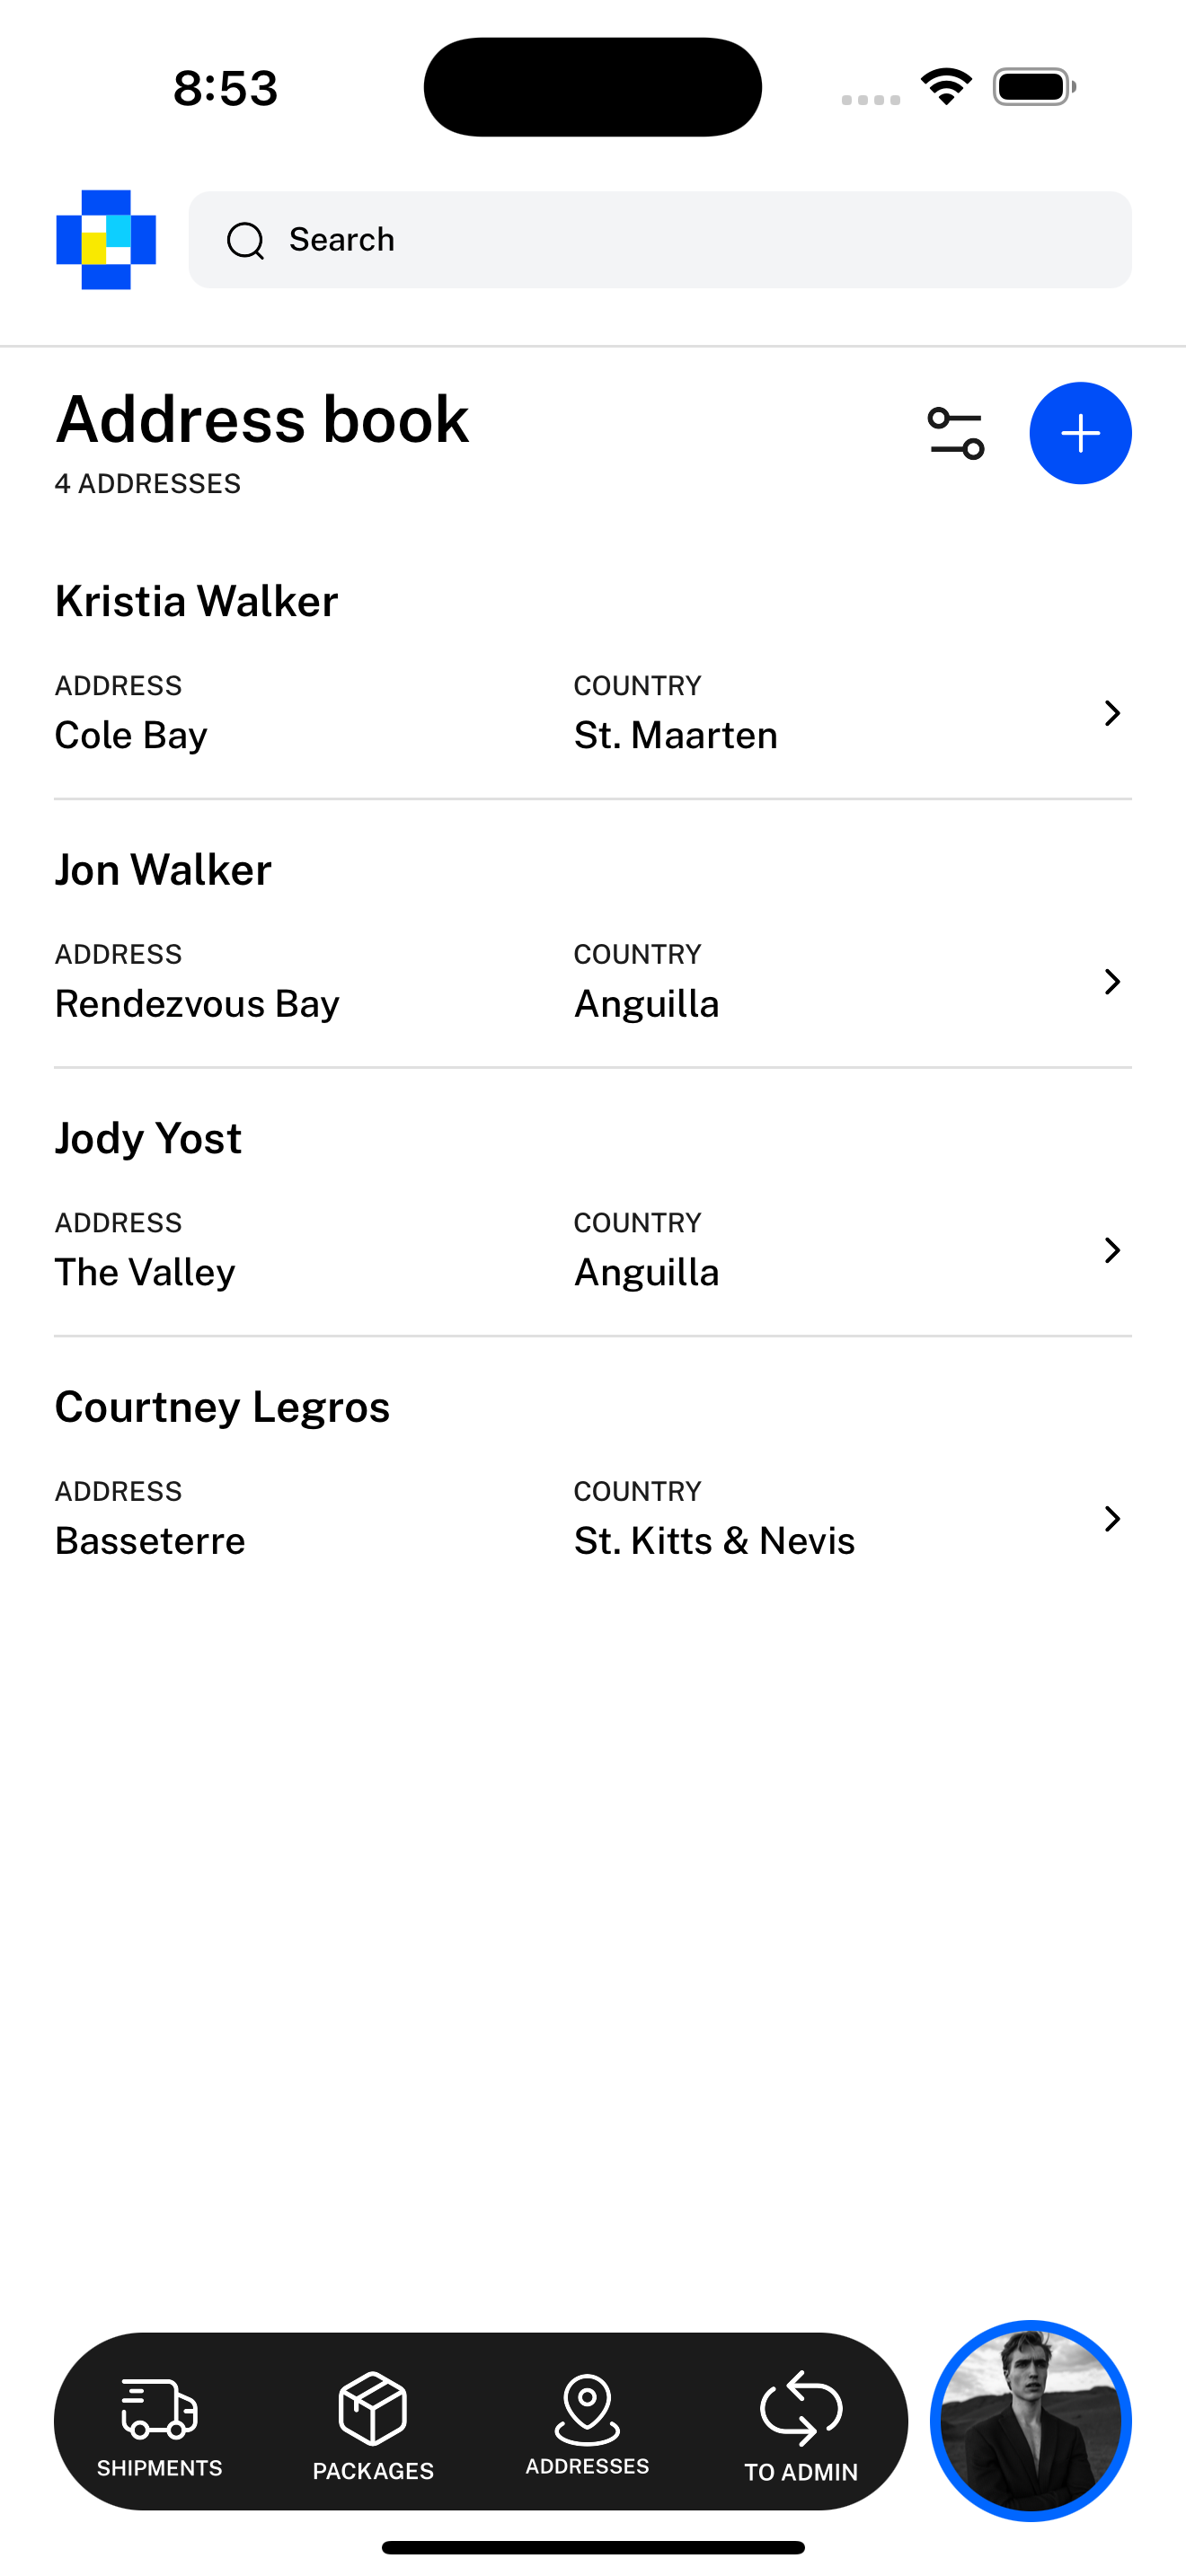 8:53
Search
Address book
4 ADDRESSES
Kristia Walker
ADDRESS COUNTRY
Cole Bay St. Maarten
Jon Walker
ADDRESS COUNTRY
Rendezvous Bay Anguilla
Jody Yost
ADDRESS COUNTRY
The Valley Anguilla
Courtney Legros
ADDRESS COUNTRY
Basseterre St. Kitts & Nevis
SHIPMENTS PACKAGES ADDRESSES TO ADMIN